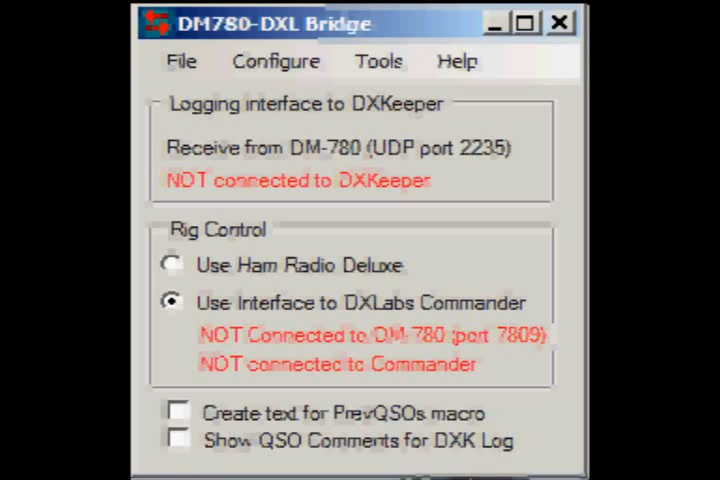 DM780-DXL Bridge
File Configure Tools Help
Logging interface to DXKeeper
Receive from DM-780 (UDP port 2235)
NOT connected to DXKeeper
Rig Control
Use Ham Radio Deluxe
Use Interface to DXLabs Commander
NOT Connected to DM-780 (port 7809)
NOT connected to Commander
Create text for PrevQSOs macro
Show QSO Comments for DXK Log